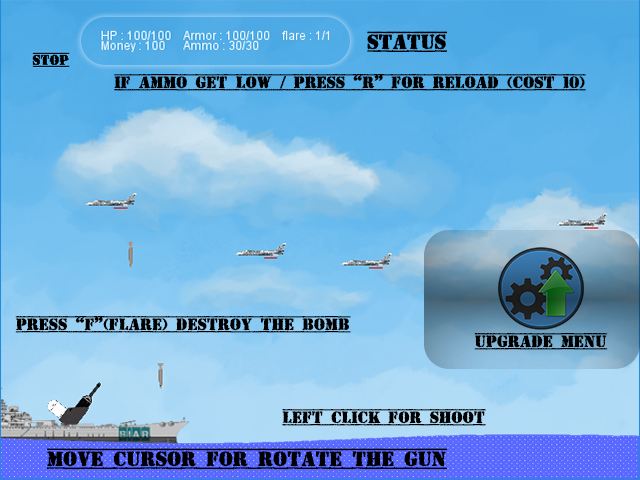 HP : 100/100 Armor : 100/100 flare : 1/1
Money : 100 Ammo : 30/30
STATUS
STOP
IF AMMO GET LOW / PRESS “R” FOR RELOAD (COST 10)
PRESS “F”(FLARE) DESTROY THE BOMB
UPGRADE MENU
LEFT CLICK FOR SHOOT
MOVE CURSOR FOR ROTATE THE GUN